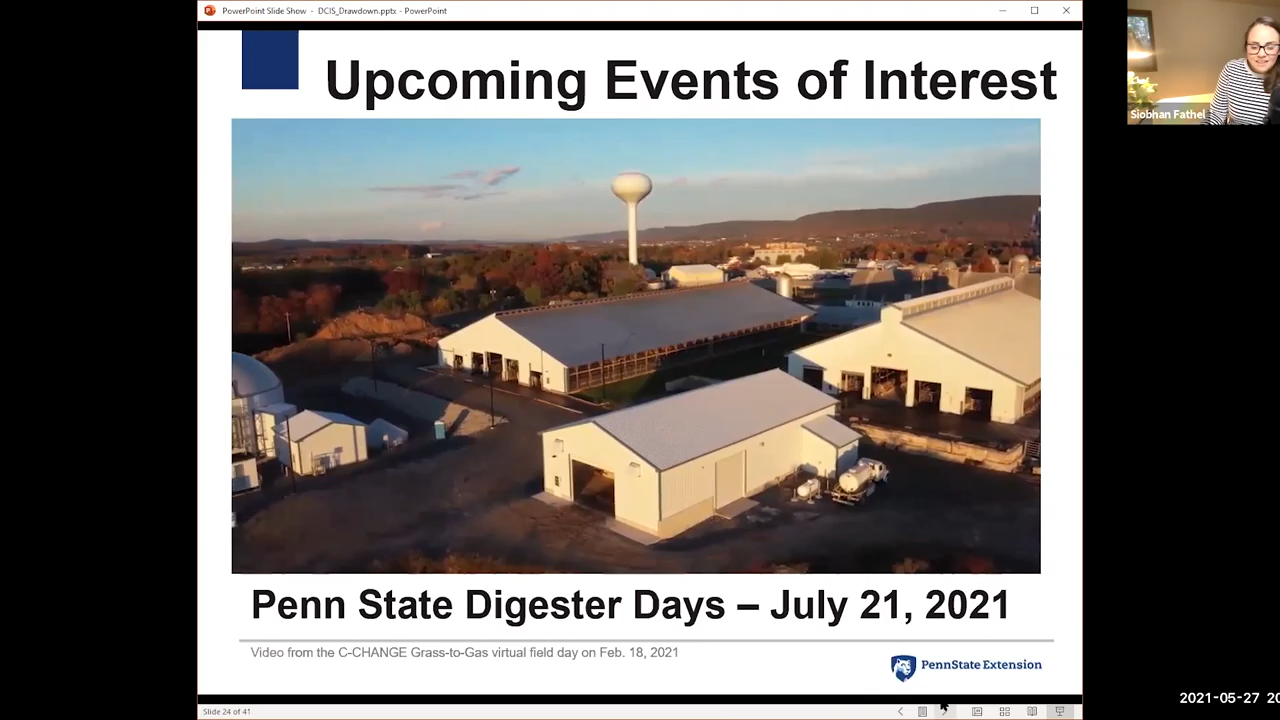 PowerPoint Slide Show - DCIS_Drawdown.pptx - PowerPoint
Upcoming Events of Interest
Siobhan Fathel
Penn State Digester Days – July 21, 2021
Video from the C-CHANGE Grass-to-Gas virtual field day on Feb. 18, 2021
PennState Extension
2021-05-27 20
Slide 24 of 41